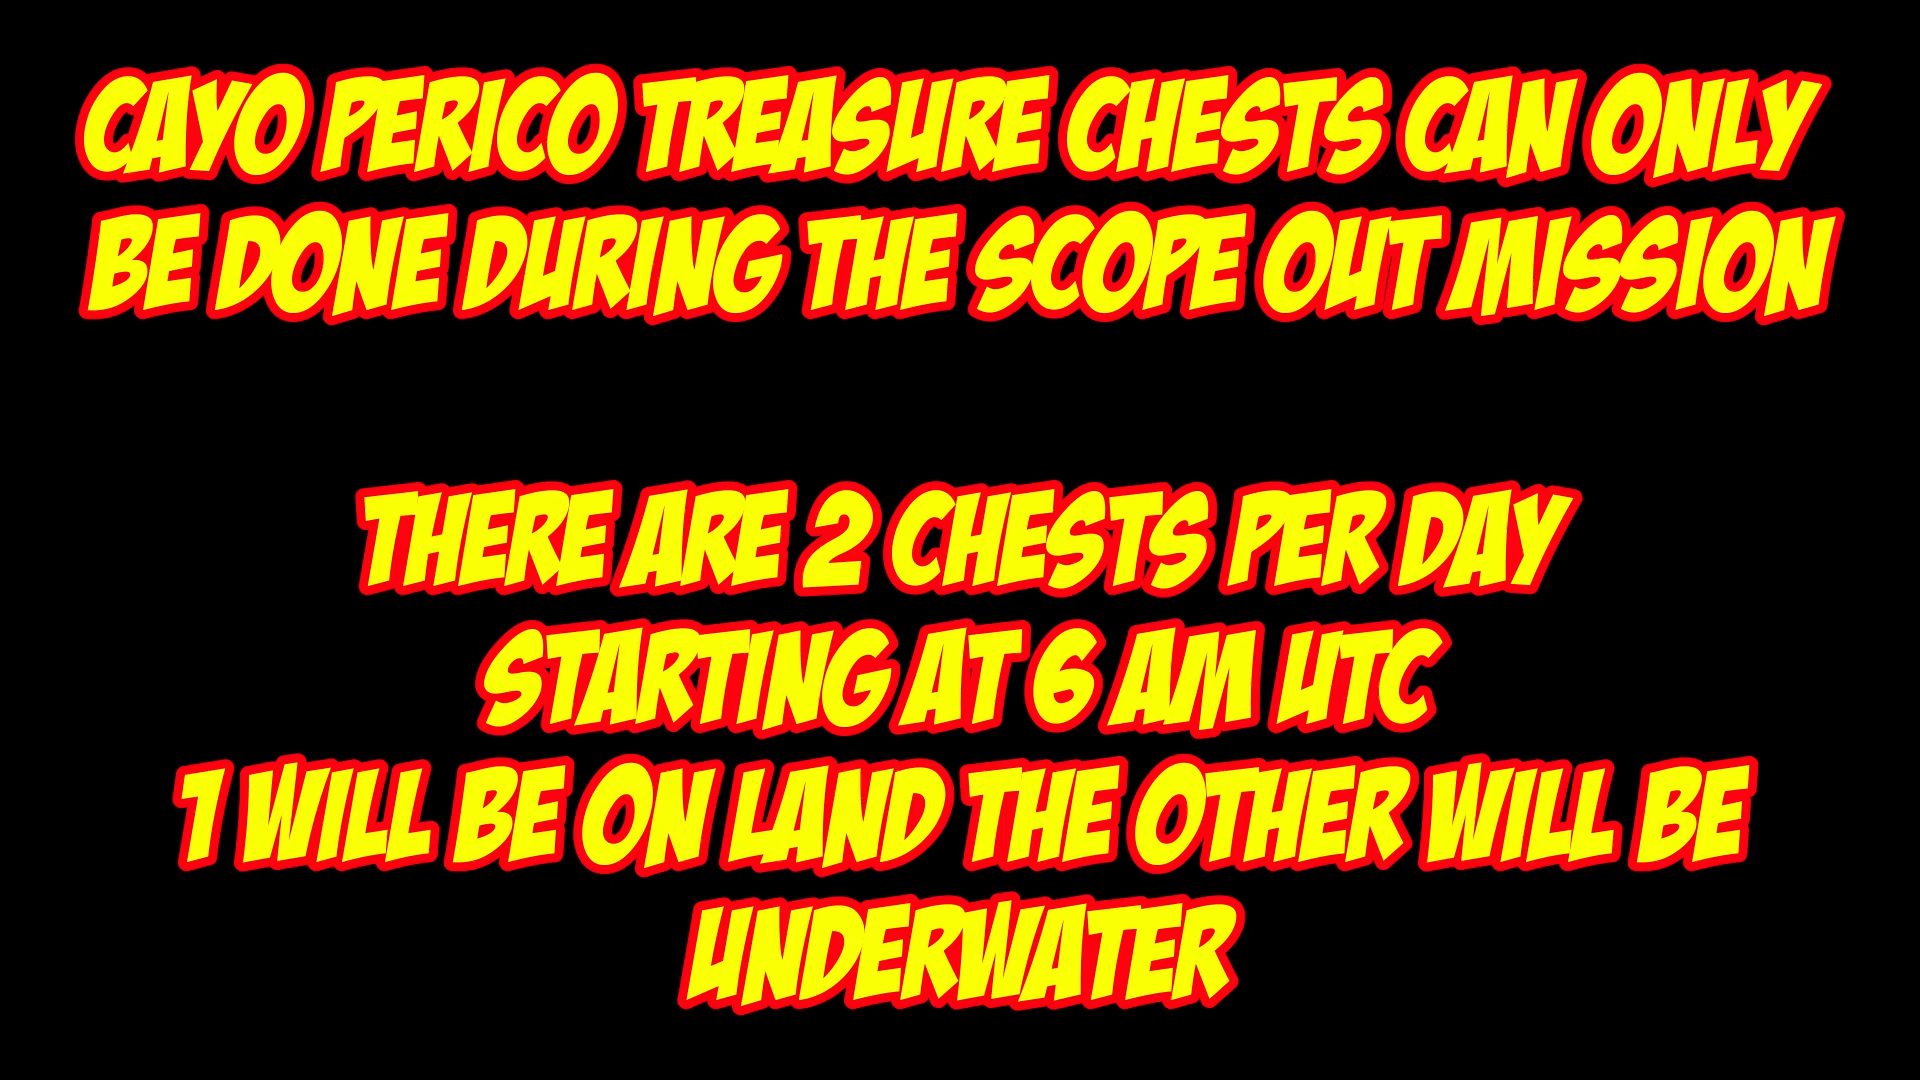 CAYO PERICO TREASURE CHESTS CAN ONLY
BE DONE DURING THE SCOPE OUT MISSION
THERE ARE 2 CHESTS PER DAY
STARTING AT 6 AM UTC
1 WILL BE ON LAND THE OTHER WILL BE
UNDERWATER